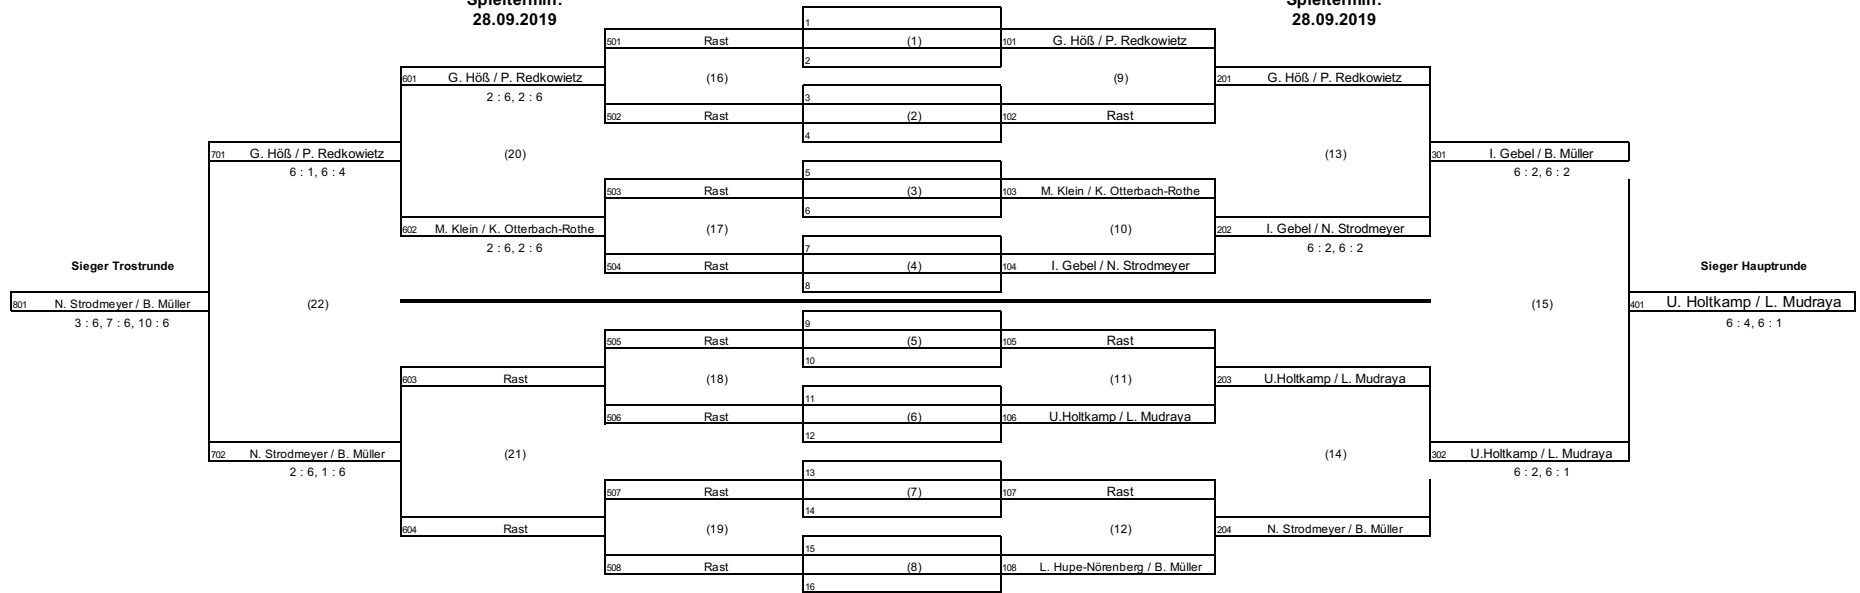 Spieltermin: Spieltermin:
28.09.2019 28.09.2019
1
501 Rast (1) 101 G. Höß / P. Redkowietz
2
601 G. Höß / P. Redkowietz (16) (9) 201 G. Höß / P. Redkowietz
2 : 6, 2 : 6 3
502 Rast (2) 102 Rast
4
701 G. Höß / P. Redkowietz (20) (13) 301 I. Gebel / B. Müller
6 : 1, 6 : 4 5 6 : 2, 6 : 2
503 Rast (3) 103 M. Klein / K. Otterbach-Rothe
6
602 M. Klein / K. Otterbach-Rothe (17) (10) 202 I. Gebel / N. Strodmeyer
2 : 6, 2 : 6 7 6 : 2, 6 : 2
Sieger Trostrunde 504 Rast (4) 104 I. Gebel / N. Strodmeyer Sieger Hauptrunde
8
801 N. Strodmeyer / B. Müller (22) (15) 401 U. Holtkamp / L. Mudraya
3 : 6, 7 : 6, 10 : 6 9 6 : 4, 6 : 1
505 Rast (5) 105 Rast
10
603 Rast (18) (11) 203 U.Holtkamp / L. Mudraya
11
506 Rast (6) 106 U.Holtkamp / L. Mudraya
12
702 N. Strodmeyer / B. Müller (21) (14) 302 U.Holtkamp / L. Mudraya
2 : 6, 1 : 6 13 6 : 2, 6 : 1
507 Rast (7) 107 Rast
14
604 Rast (19) (12) 204 N. Strodmeyer / B. Müller
15
508 Rast (8) 108 L. Hupe-Nörenberg / B. Müller
16